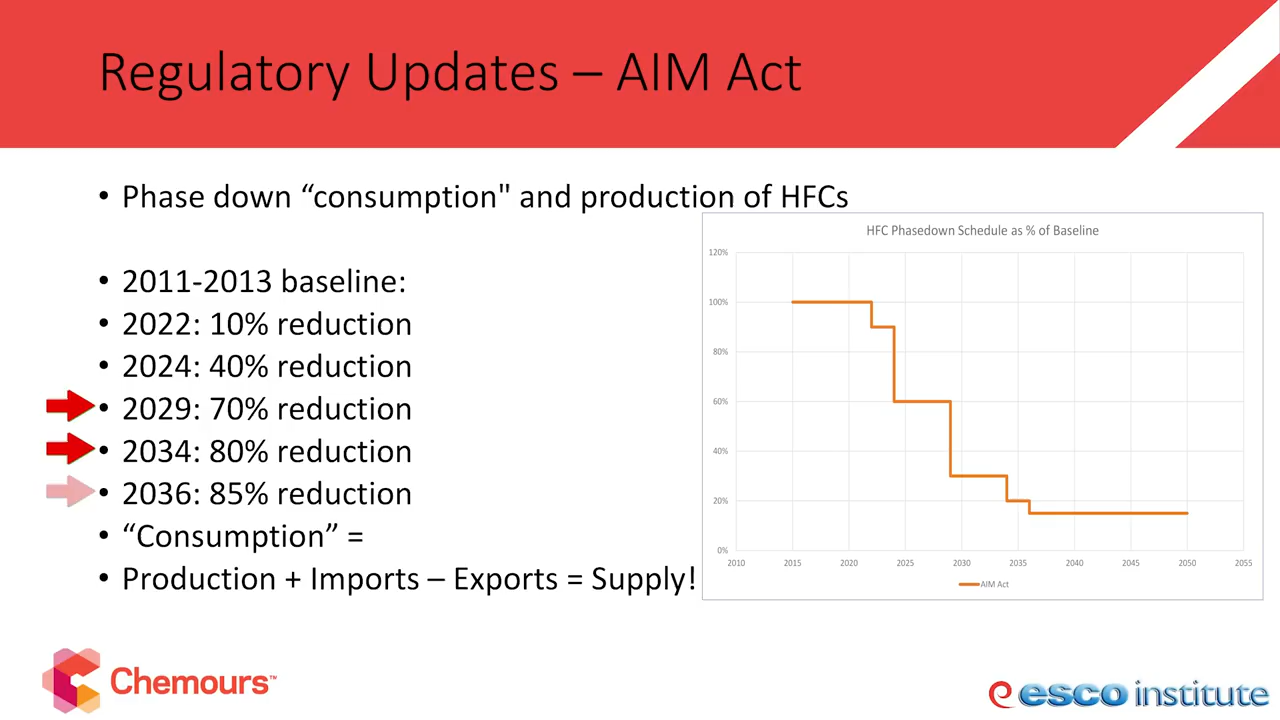 Regulatory Updates – AIM Act
• Phase down “consumption" and production of HFCs
• 2011-2013 baseline:
• 2022: 10% reduction
• 2024: 40% reduction
• 2029: 70% reduction
• 2034: 80% reduction
• 2036: 85% reduction
• “Consumption” =
• Production + Imports – Exports = Supply!
HFC Phasedown Schedule as % of Baseline
120%
100%
80%
60%
40%
20%
0%
2010 2015 2020 2025 2030 2035 2040 2045 2050 2055
AIM Act
Chemours™
esco institute